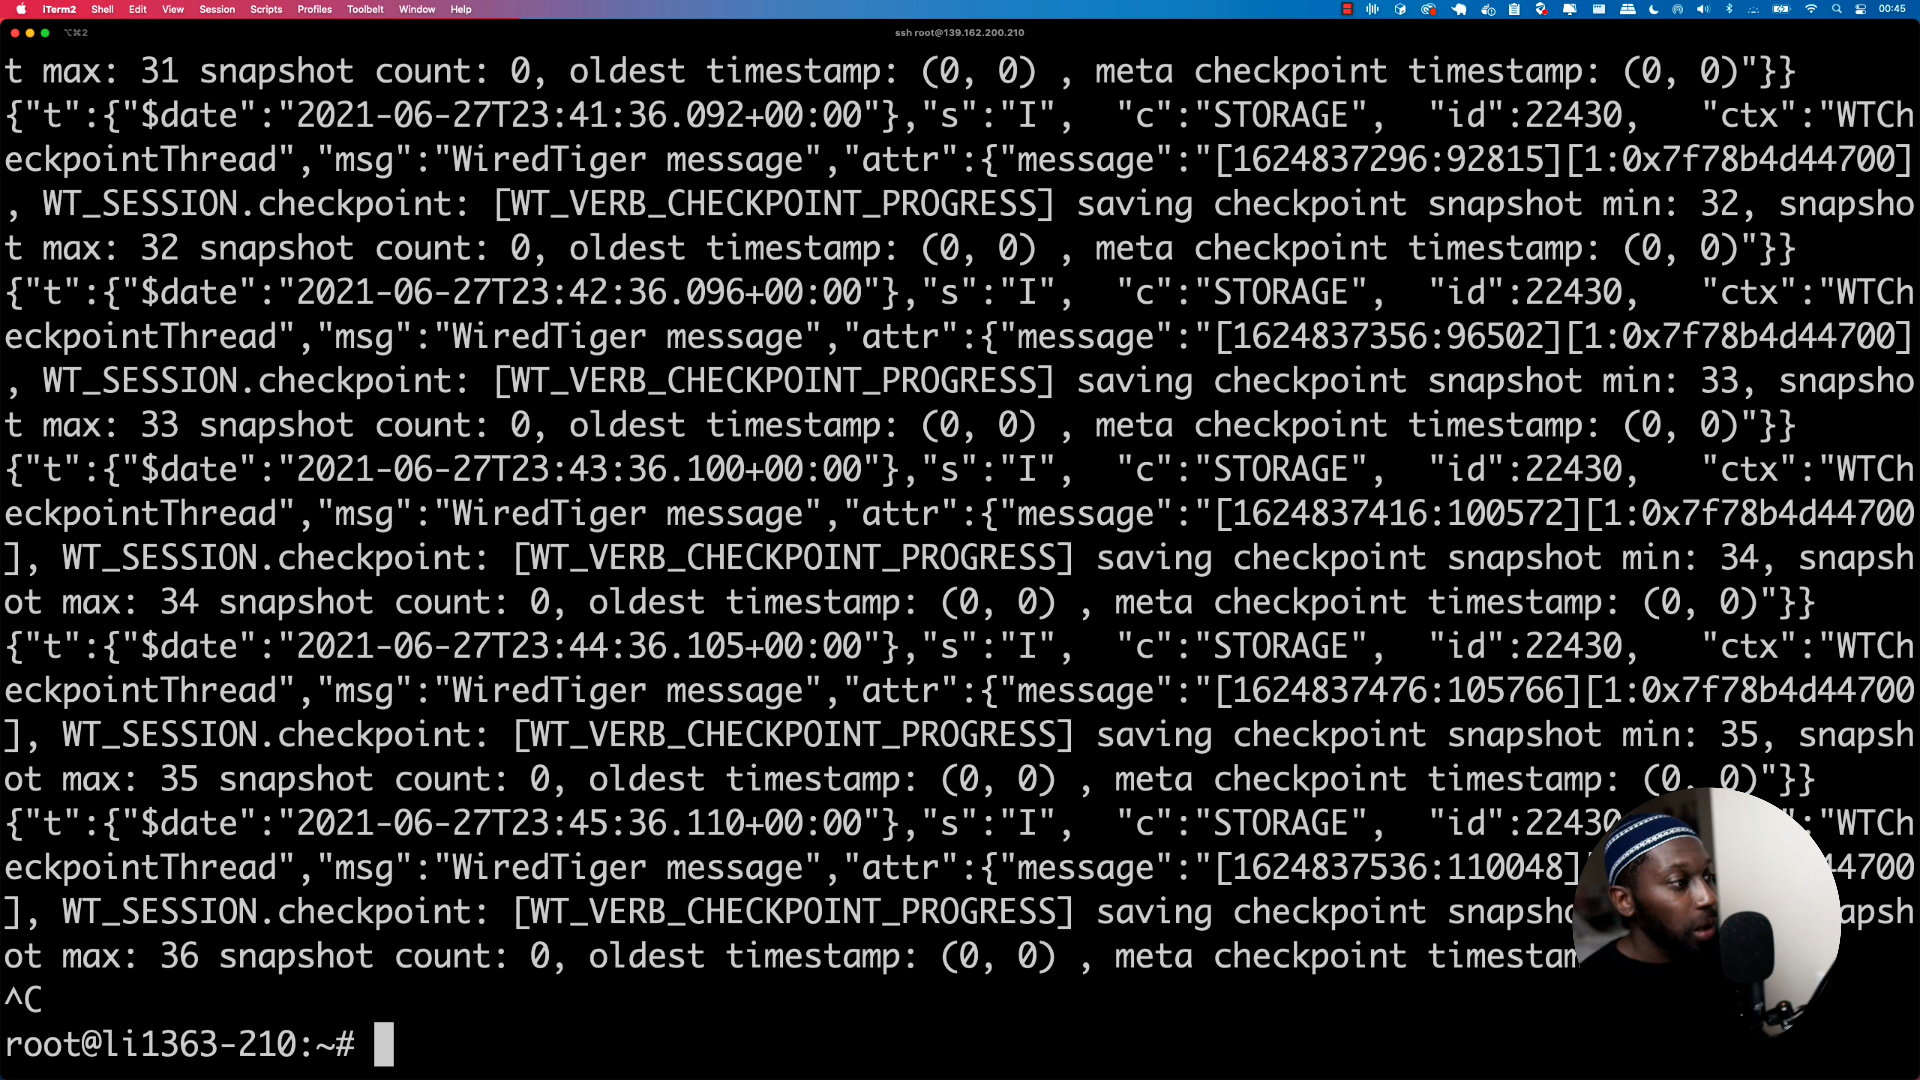 iTerm2 Shell Edit View Session Scripts Profiles Toolbelt Window Help 00:45
⌥⌘2 ssh root@139.162.200.210
t max: 31 snapshot count: 0, oldest timestamp: (0, 0) , meta checkpoint timestamp: (0, 0)"}}
{"t":{"$date":"2021-06-27T23:41:36.092+00:00"},"s":"I", "c":"STORAGE", "id":22430, "ctx":"WTCh
eckpointThread","msg":"WiredTiger message","attr":{"message":"[1624837296:92815][1:0x7f78b4d44700]
, WT_SESSION.checkpoint: [WT_VERB_CHECKPOINT_PROGRESS] saving checkpoint snapshot min: 32, snapsho
t max: 32 snapshot count: 0, oldest timestamp: (0, 0) , meta checkpoint timestamp: (0, 0)"}}
{"t":{"$date":"2021-06-27T23:42:36.096+00:00"},"s":"I", "c":"STORAGE", "id":22430, "ctx":"WTCh
eckpointThread","msg":"WiredTiger message","attr":{"message":"[1624837356:96502][1:0x7f78b4d44700]
, WT_SESSION.checkpoint: [WT_VERB_CHECKPOINT_PROGRESS] saving checkpoint snapshot min: 33, snapsho
t max: 33 snapshot count: 0, oldest timestamp: (0, 0) , meta checkpoint timestamp: (0, 0)"}}
{"t":{"$date":"2021-06-27T23:43:36.100+00:00"},"s":"I", "c":"STORAGE", "id":22430, "ctx":"WTCh
eckpointThread","msg":"WiredTiger message","attr":{"message":"[1624837416:100572][1:0x7f78b4d44700
], WT_SESSION.checkpoint: [WT_VERB_CHECKPOINT_PROGRESS] saving checkpoint snapshot min: 34, snapsh
ot max: 34 snapshot count: 0, oldest timestamp: (0, 0) , meta checkpoint timestamp: (0, 0)"}}
{"t":{"$date":"2021-06-27T23:44:36.105+00:00"},"s":"I", "c":"STORAGE", "id":22430, "ctx":"WTCh
eckpointThread","msg":"WiredTiger message","attr":{"message":"[1624837476:105766][1:0x7f78b4d44700
], WT_SESSION.checkpoint: [WT_VERB_CHECKPOINT_PROGRESS] saving checkpoint snapshot min: 35, snapsh
ot max: 35 snapshot count: 0, oldest timestamp: (0, 0) , meta checkpoint timestamp: (0, 0)"}}
{"t":{"$date":"2021-06-27T23:45:36.110+00:00"},"s":"I", "c":"STORAGE", "id":22430 :"WTCh
eckpointThread","msg":"WiredTiger message","attr":{"message":"[1624837536:110048] 44700
], WT_SESSION.checkpoint: [WT_VERB_CHECKPOINT_PROGRESS] saving checkpoint apsh
ot max: 36 snapshot count: 0, oldest timestamp: (0, 0) , meta checkpoint
^C
root@li1363-210:~#